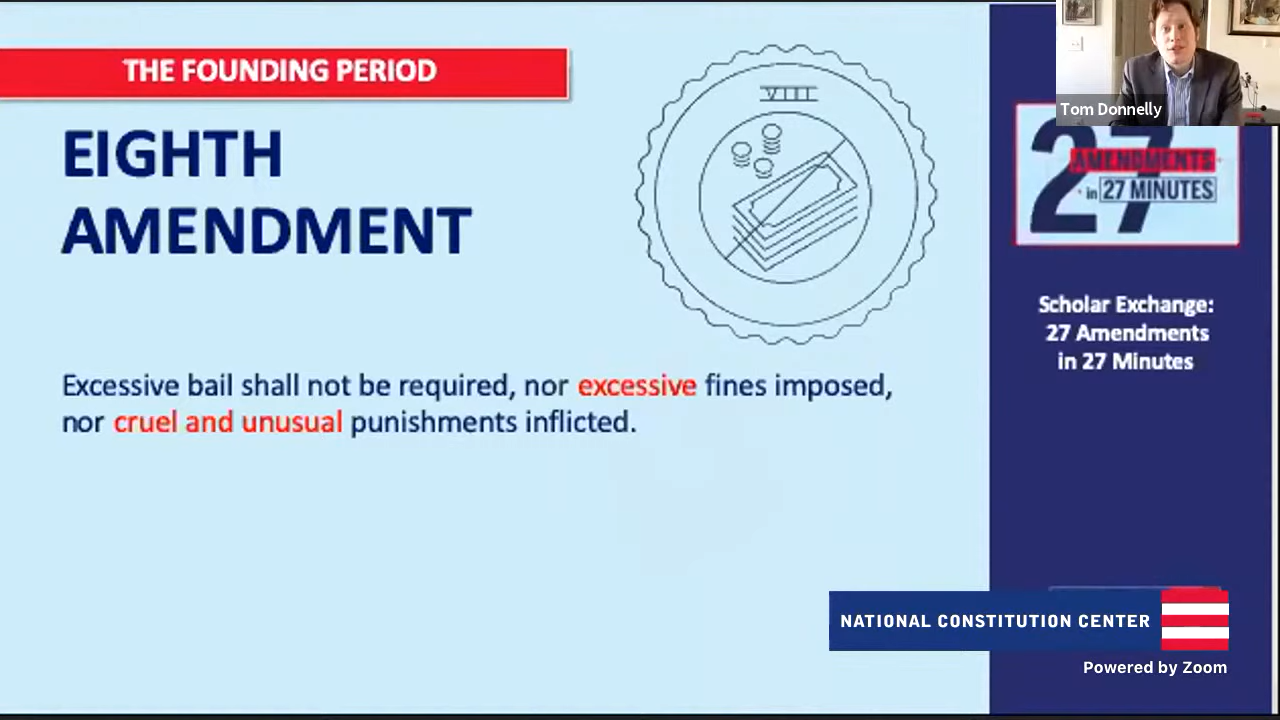 THE FOUNDING PERIOD
EIGHTH
AMENDMENT
VIII
Excessive bail shall not be required, nor excessive fines imposed,
nor cruel and unusual punishments inflicted.
Tom Donnelly
27
AMENDMENTS
in 27 MINUTES
Scholar Exchange:
27 Amendments
in 27 Minutes
NATIONAL CONSTITUTION CENTER
Powered by Zoom